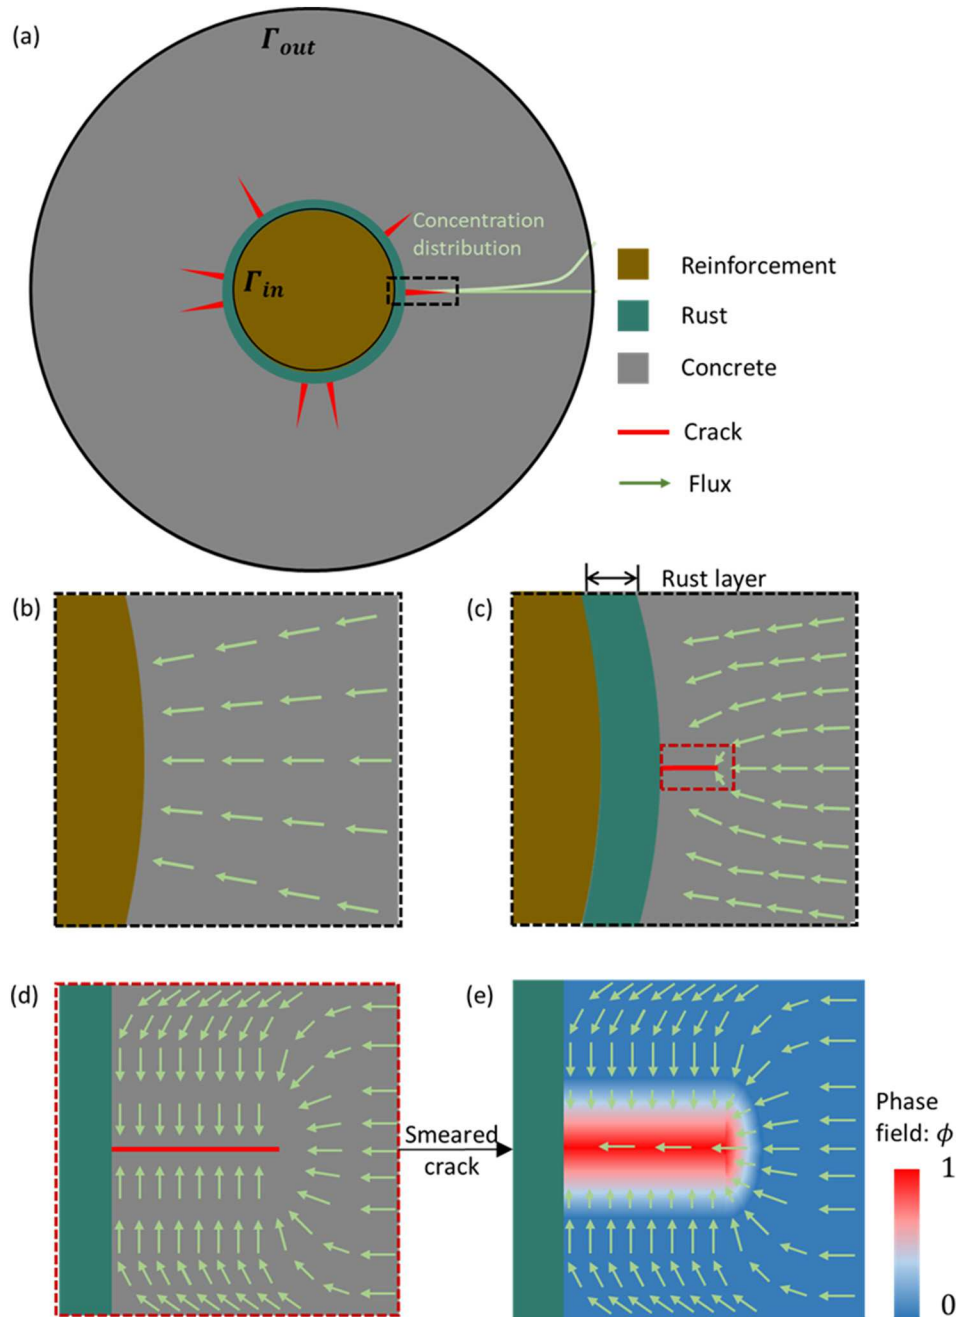 (a)
Γout
Γin
Concentration
distribution
Reinforcement
Rust
Concrete
Crack
Flux
(b)
(c)
Rust layer
(d)
(e)
Smeared
crack
Phase
field: ϕ
1
0